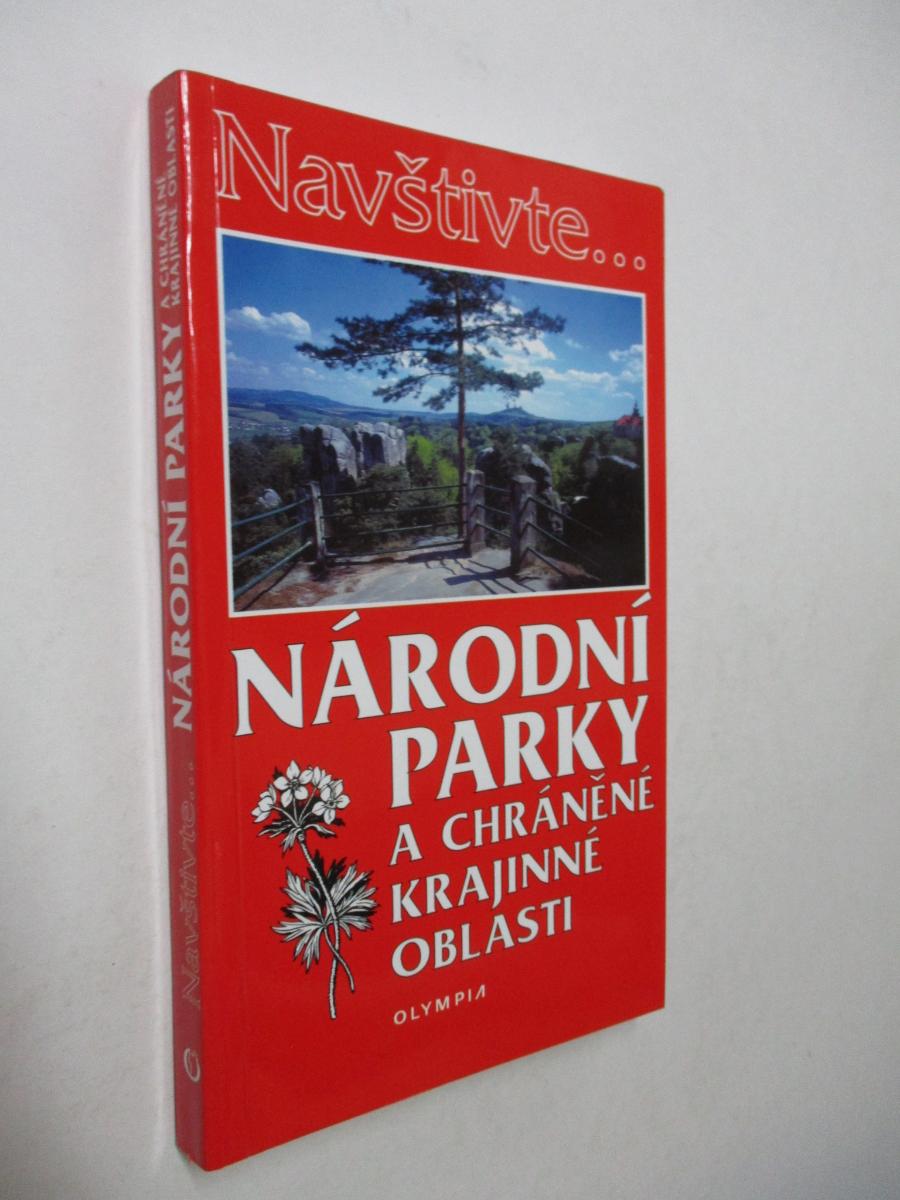 Navštivte...
NÁRODNÍ
PARKY
A CHRÁNĚNÉ
KRAJINNÉ
OBLASTI
OLYMPIA
Navštivte... NÁRODNÍ PARKY A CHRÁNĚNÉ
KRAJINNÉ OBLASTI